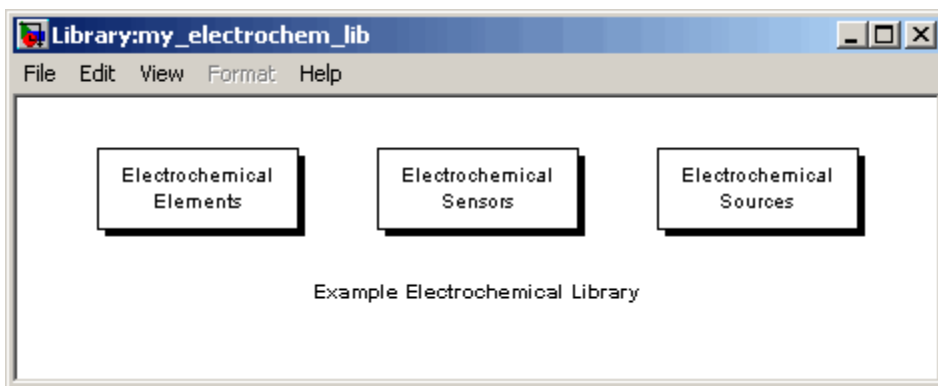 Library:my_electrochem_lib
File Edit View Format Help
Electrochemical Elements
Electrochemical Sensors
Electrochemical Sources
Example Electrochemical Library